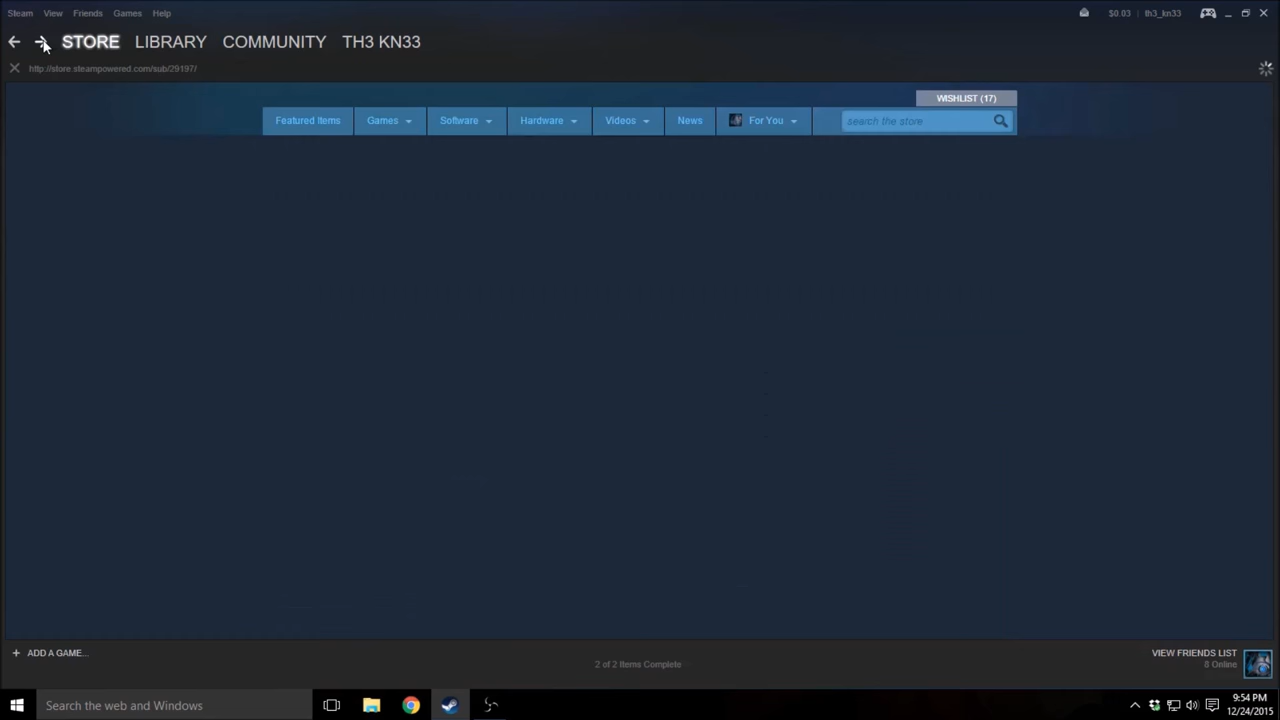 Steam View Friends Games Help $0.03 th3_kn33
STORE LIBRARY COMMUNITY TH3 KN33
http://store.steampowered.com/sub/29197/
WISHLIST (17)
Featured Items Games Software Hardware Videos News For You search the store
+ ADD A GAME... VIEW FRIENDS LIST
2 of 2 Items Complete 8 Online
Search the web and Windows 9:54 PM
12/24/2015